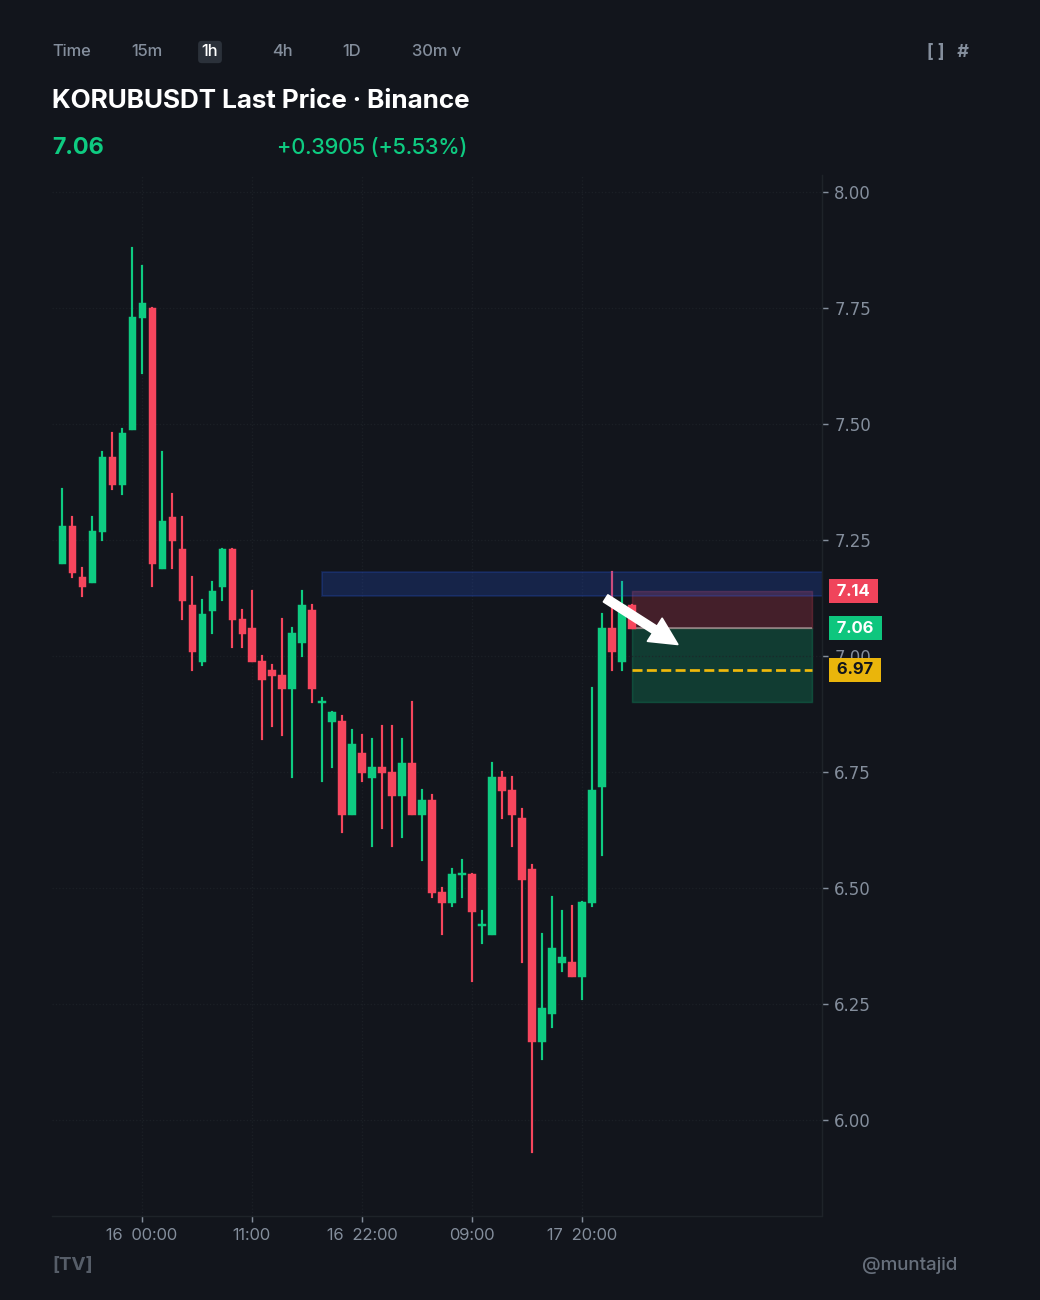 Time 15m 1h 4h 1D 30m v [ ] #
KORUBUSDT Last Price · Binance
7.06 +0.3905 (+5.53%)
8.00
7.75
7.50
7.25
7.14
7.06
7.00
6.97
6.75
6.50
6.25
6.00
16 00:00 11:00 16 22:00 09:00 17 20:00
[TV] @muntajid